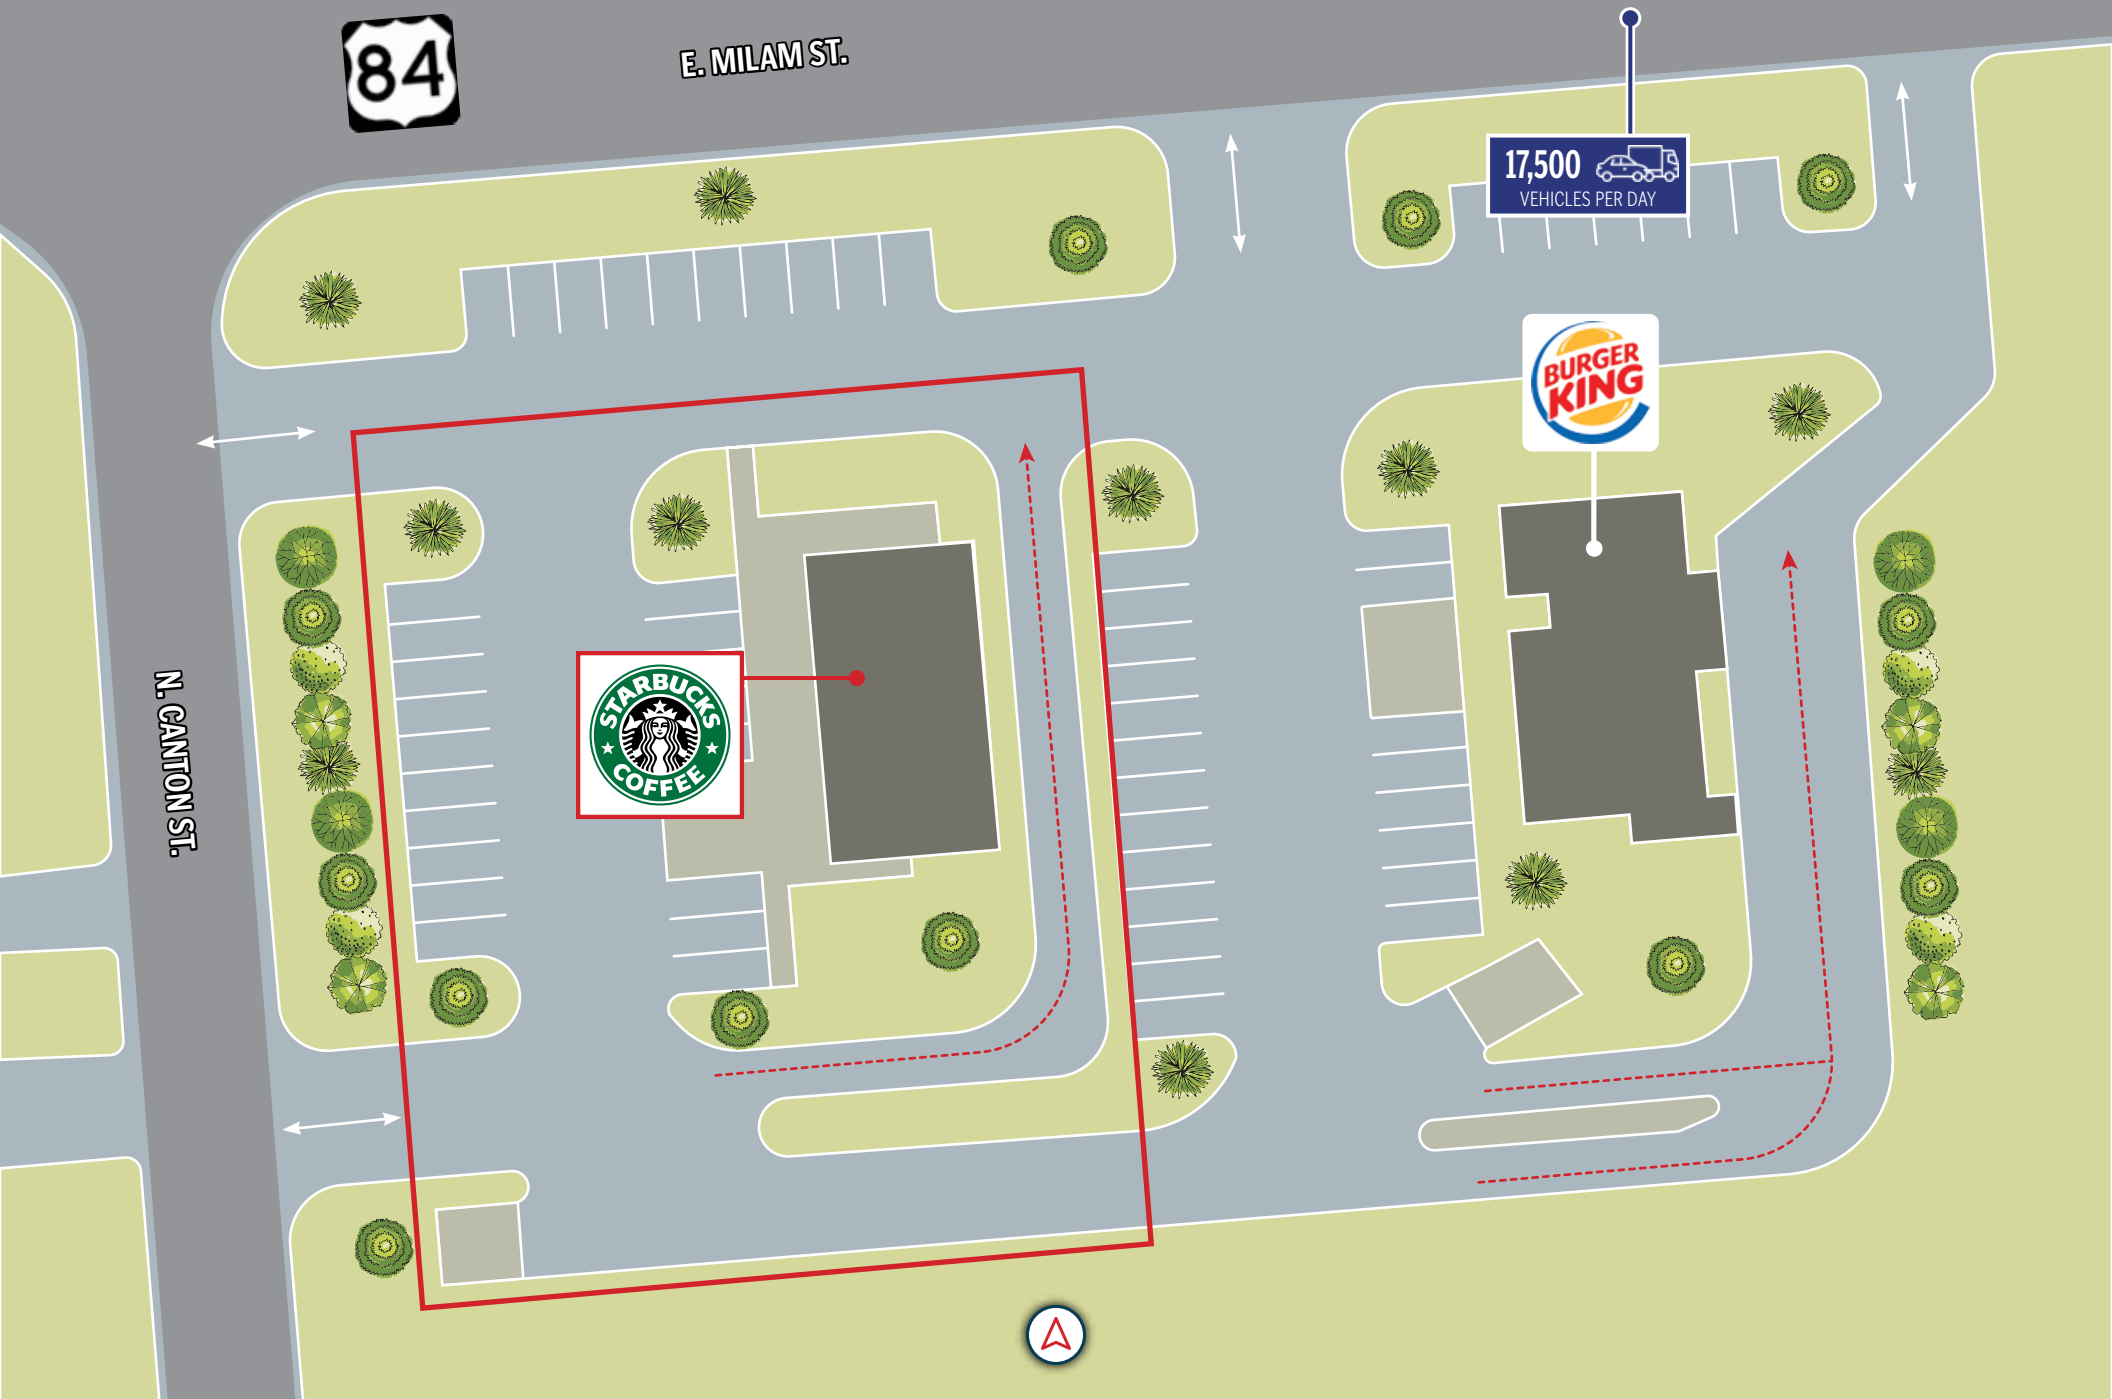 84
E. MILAM ST.
17,500
VEHICLES PER DAY
BURGER
KING
N. CANTON ST.
STARBUCKS
COFFEE